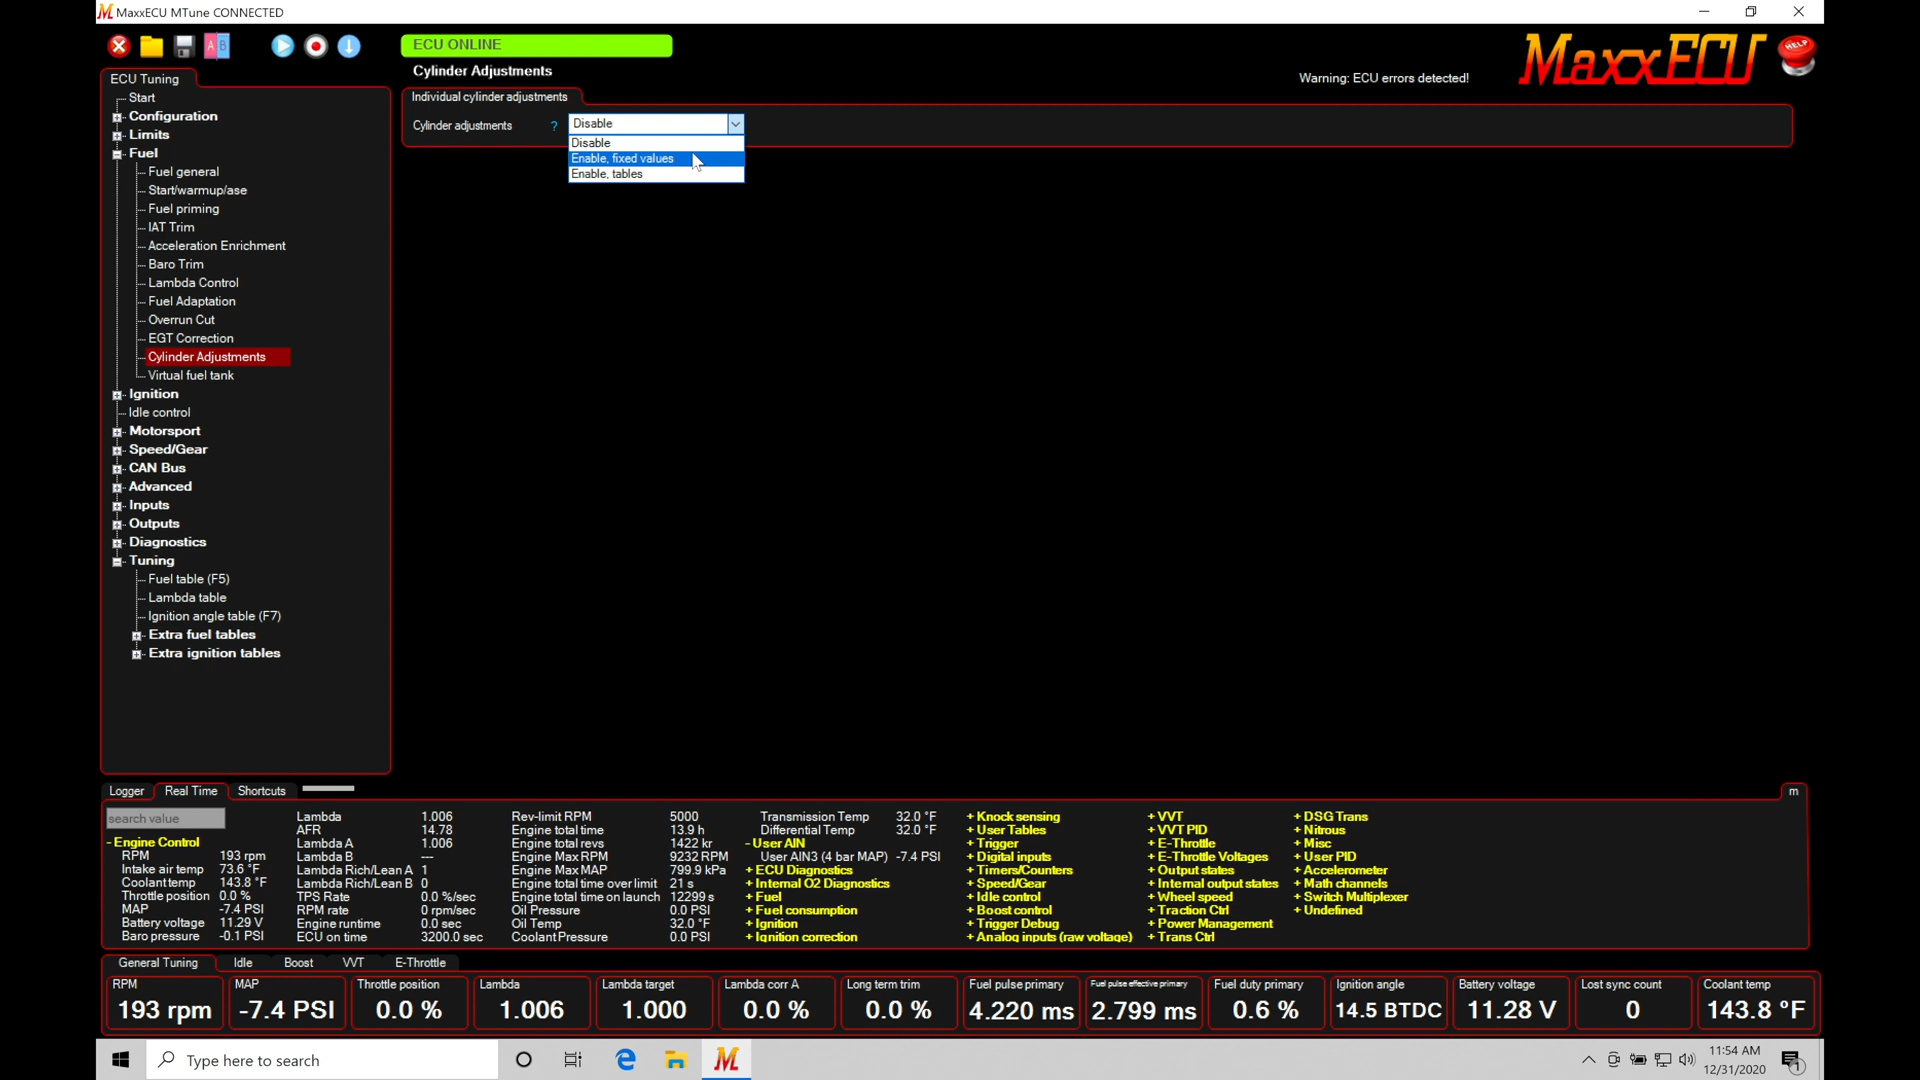 MaxxECU MTune CONNECTED
A B
ECU ONLINE
Cylinder Adjustments
Warning: ECU errors detected!
MaxxECU
HELP
ECU Tuning
Start
Configuration
Limits
Fuel
Fuel general
Start/warmup/ase
Fuel priming
IAT Trim
Acceleration Enrichment
Baro Trim
Lambda Control
Fuel Adaptation
Overrun Cut
EGT Correction
Cylinder Adjustments
Virtual fuel tank
Ignition
Idle control
Motorsport
Speed/Gear
CAN Bus
Advanced
Inputs
Outputs
Diagnostics
Tuning
Fuel table (F5)
Lambda table
Ignition angle table (F7)
Extra fuel tables
Extra ignition tables
Individual cylinder adjustments
Cylinder adjustments ? Disable
Disable
Enable, fixed values
Enable, tables
Logger Real Time Shortcuts m
search value
- Engine Control
RPM 193 rpm
Intake air temp 73.6 °F
Coolant temp 143.8 °F
Throttle position 0.0 %
MAP -7.4 PSI
Battery voltage 11.29 V
Baro pressure -0.1 PSI
Lambda 1.006
AFR 14.78
Lambda A 1.006
Lambda B ---
Lambda Rich/Lean A 1
Lambda Rich/Lean B 0
TPS Rate 0.0 %/sec
RPM rate 0 rpm/sec
Engine runtime 0.0 sec
ECU on time 3200.0 sec
Rev-limit RPM 5000
Engine total time 13.9 h
Engine total revs 1422 kr
Engine Max RPM 9232 RPM
Engine Max MAP 799.9 kPa
Engine total time over limit 21 s
Engine total time on launch 12299 s
Oil Pressure 0.0 PSI
Oil Temp 32.0 °F
Coolant Pressure 0.0 PSI
Transmission Temp 32.0 °F
Differential Temp 32.0 °F
- User AIN
User AIN3 (4 bar MAP) -7.4 PSI
+ ECU Diagnostics
+ Internal O2 Diagnostics
+ Fuel
+ Fuel consumption
+ Ignition
+ Ignition correction
+ Knock sensing
+ User Tables
+ Trigger
+ Digital inputs
+ Timers/Counters
+ Speed/Gear
+ Idle control
+ Boost control
+ Trigger Debug
+ Analog inputs (raw voltage)
+ VVT
+ VVT PID
+ E-Throttle
+ E-Throttle Voltages
+ Output states
+ Internal output states
+ Wheel speed
+ Traction Ctrl
+ Power Management
+ Trans Ctrl
+ DSG Trans
+ Nitrous
+ Misc
+ User PID
+ Accelerometer
+ Math channels
+ Switch Multiplexer
+ Undefined
General Tuning Idle Boost VVT E-Throttle
RPM
193 rpm
MAP
-7.4 PSI
Throttle position
0.0 %
Lambda
1.006
Lambda target
1.000
Lambda corr A
0.0 %
Long term trim
0.0 %
Fuel pulse primary
4.220 ms
Fuel pulse effective primary
2.799 ms
Fuel duty primary
0.6 %
Ignition angle
14.5 BTDC
Battery voltage
11.28 V
Lost sync count
0
Coolant temp
143.8 °F
Type here to search
11:54 AM
12/31/2020
1